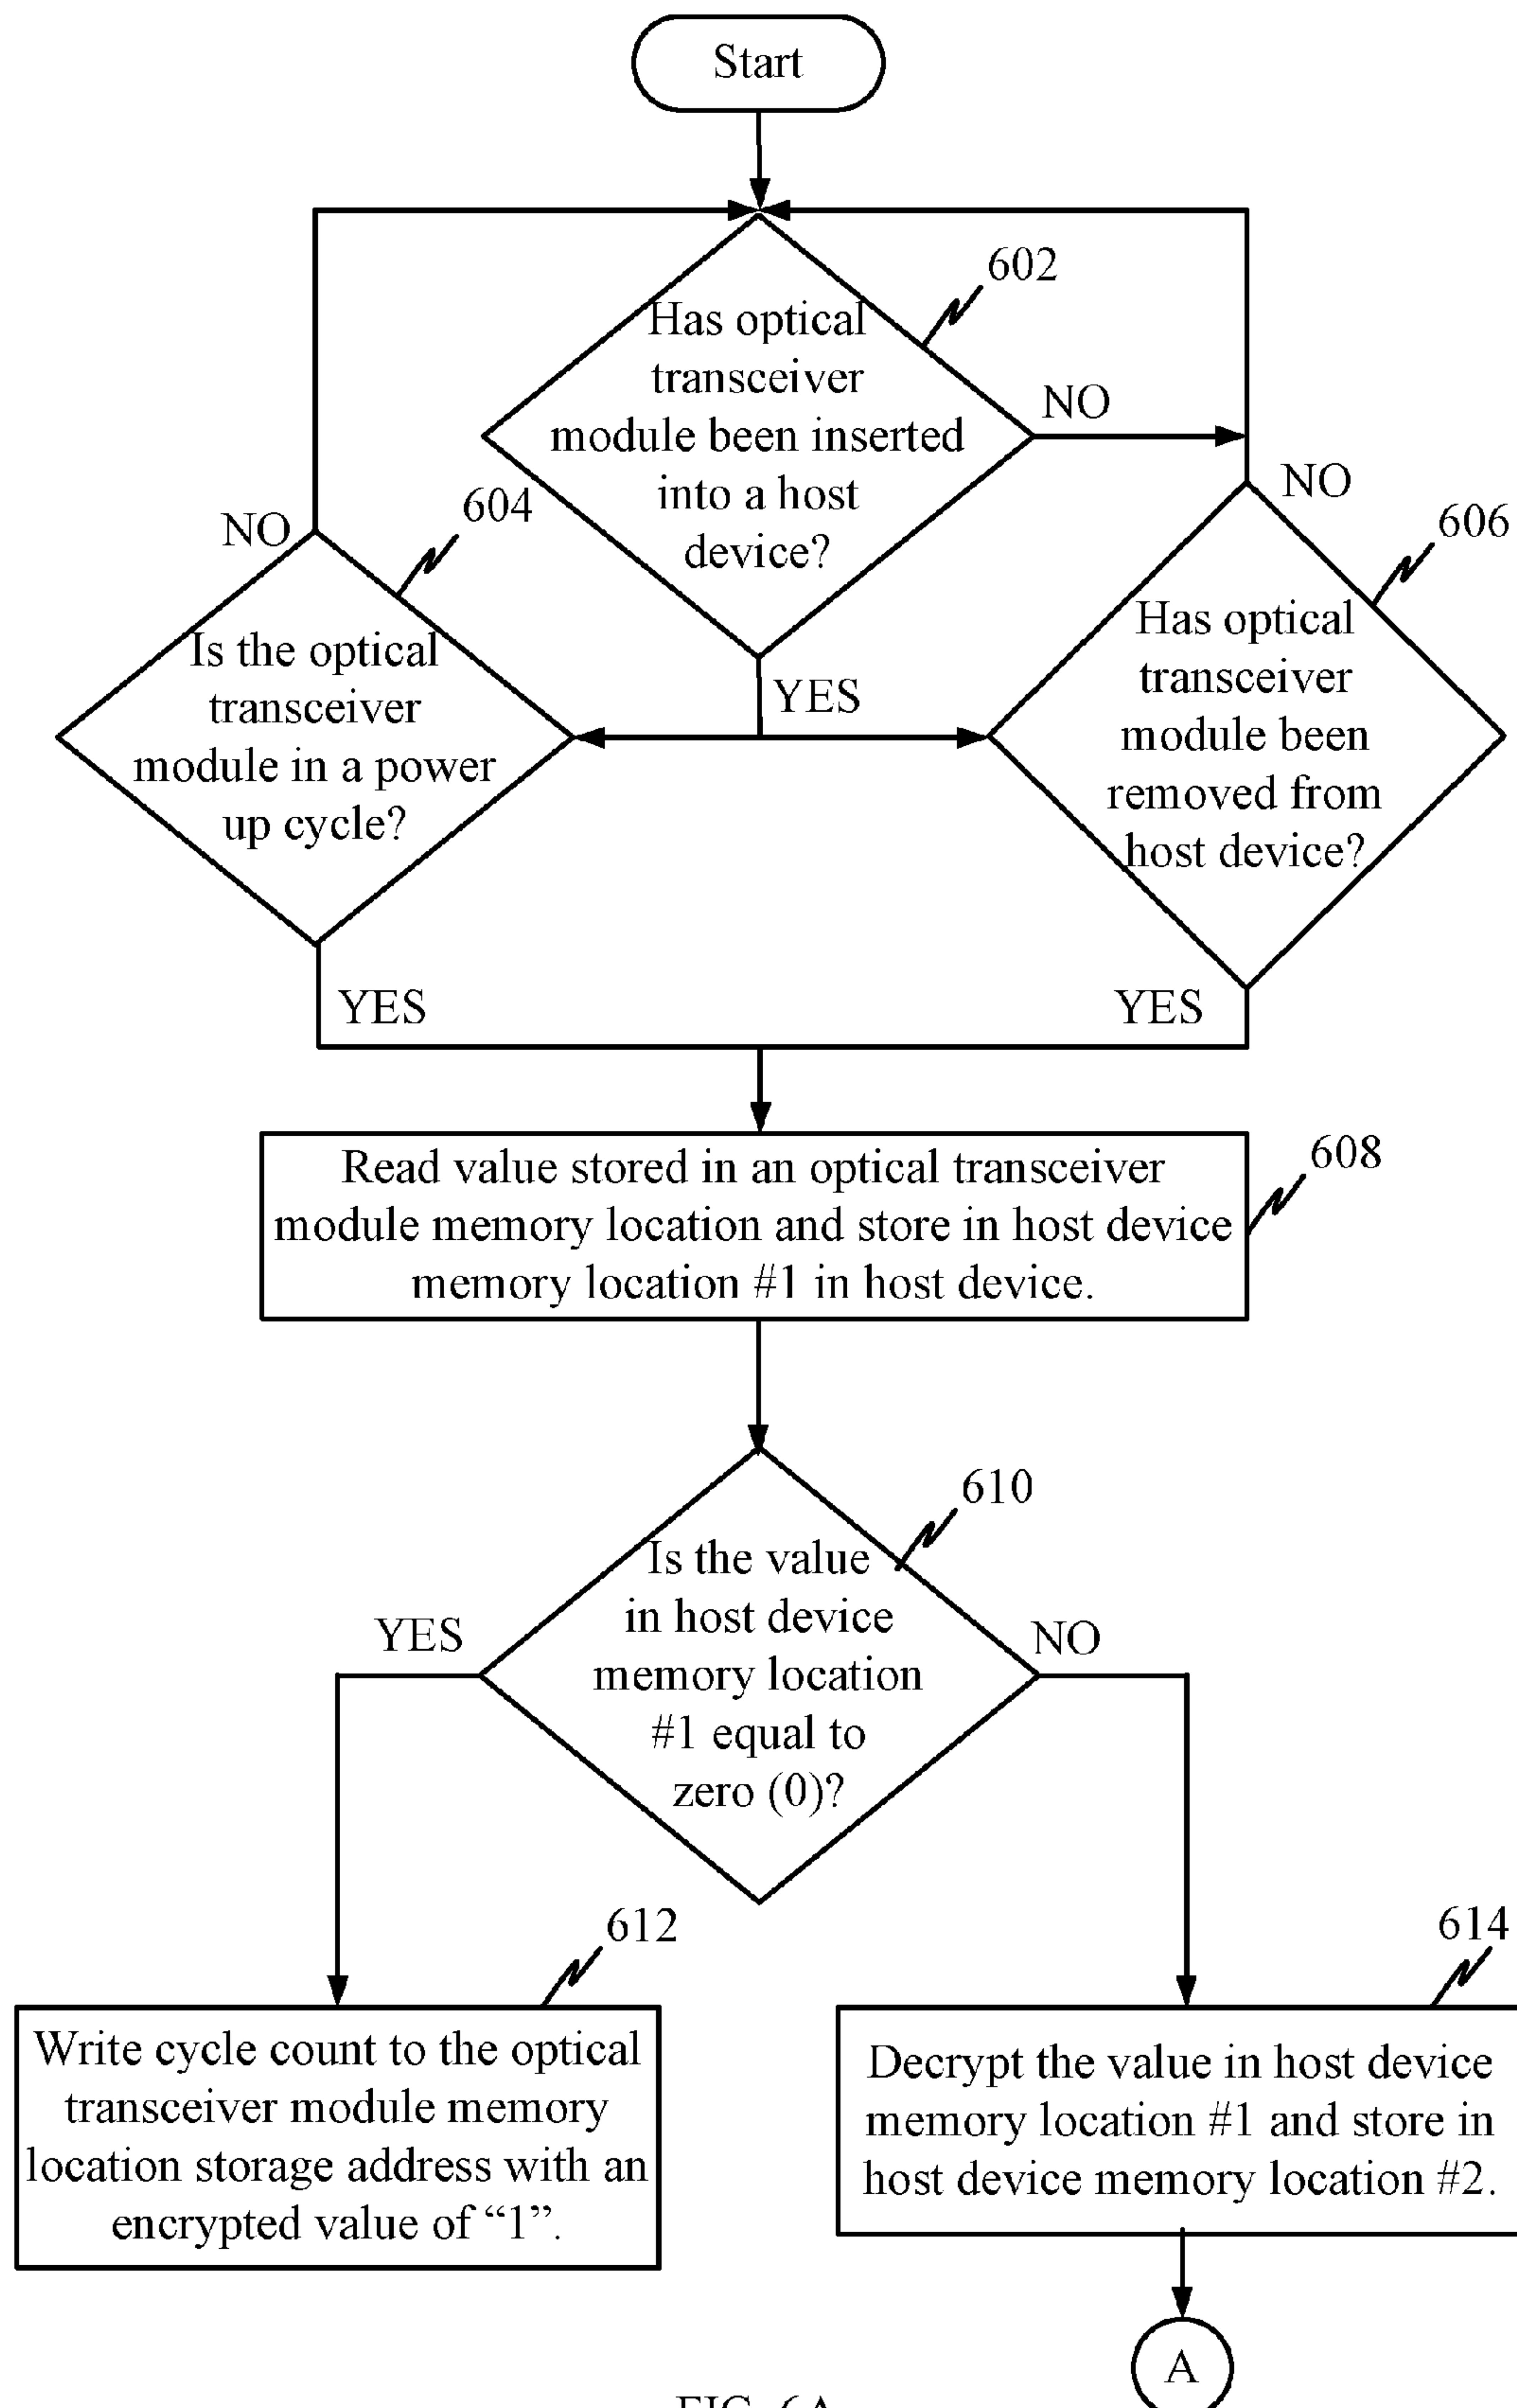 Start
602
Has optical
transceiver
module been inserted
into a host
device?
NO
604
NO
Is the optical
transceiver
module in a power
up cycle?
YES
NO
606
Has optical
transceiver
module been
removed from
host device?
YES
YES
Read value stored in an optical transceiver
module memory location and store in host device
memory location #1 in host device.
608
610
Is the value
in host device
memory location
#1 equal to
zero (0)?
YES
NO
612
Write cycle count to the optical
transceiver module memory
location storage address with an
encrypted value of “1”.
614
Decrypt the value in host device
memory location #1 and store in
host device memory location #2.
A
FIG. 6A